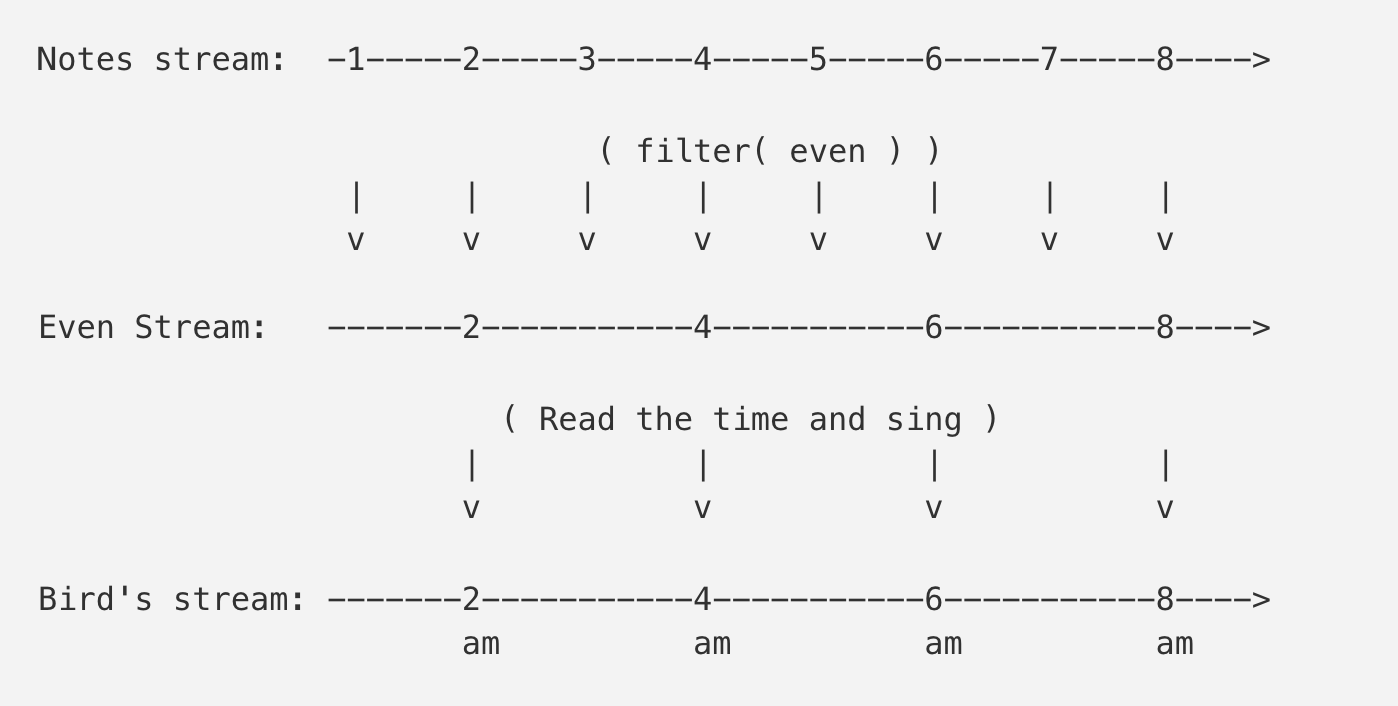 Notes stream:  -1-----2-----3-----4-----5-----6-----7-----8---->
( filter( even ) )
|     |     |     |     |     |     |     |
v     v     v     v     v     v     v     v
Even Stream:   -------2-----------4-----------6-----------8---->
( Read the time and sing )
|           |           |           |
v           v           v           v
Bird's stream: -------2-----------4-----------6-----------8---->
am          am          am          am